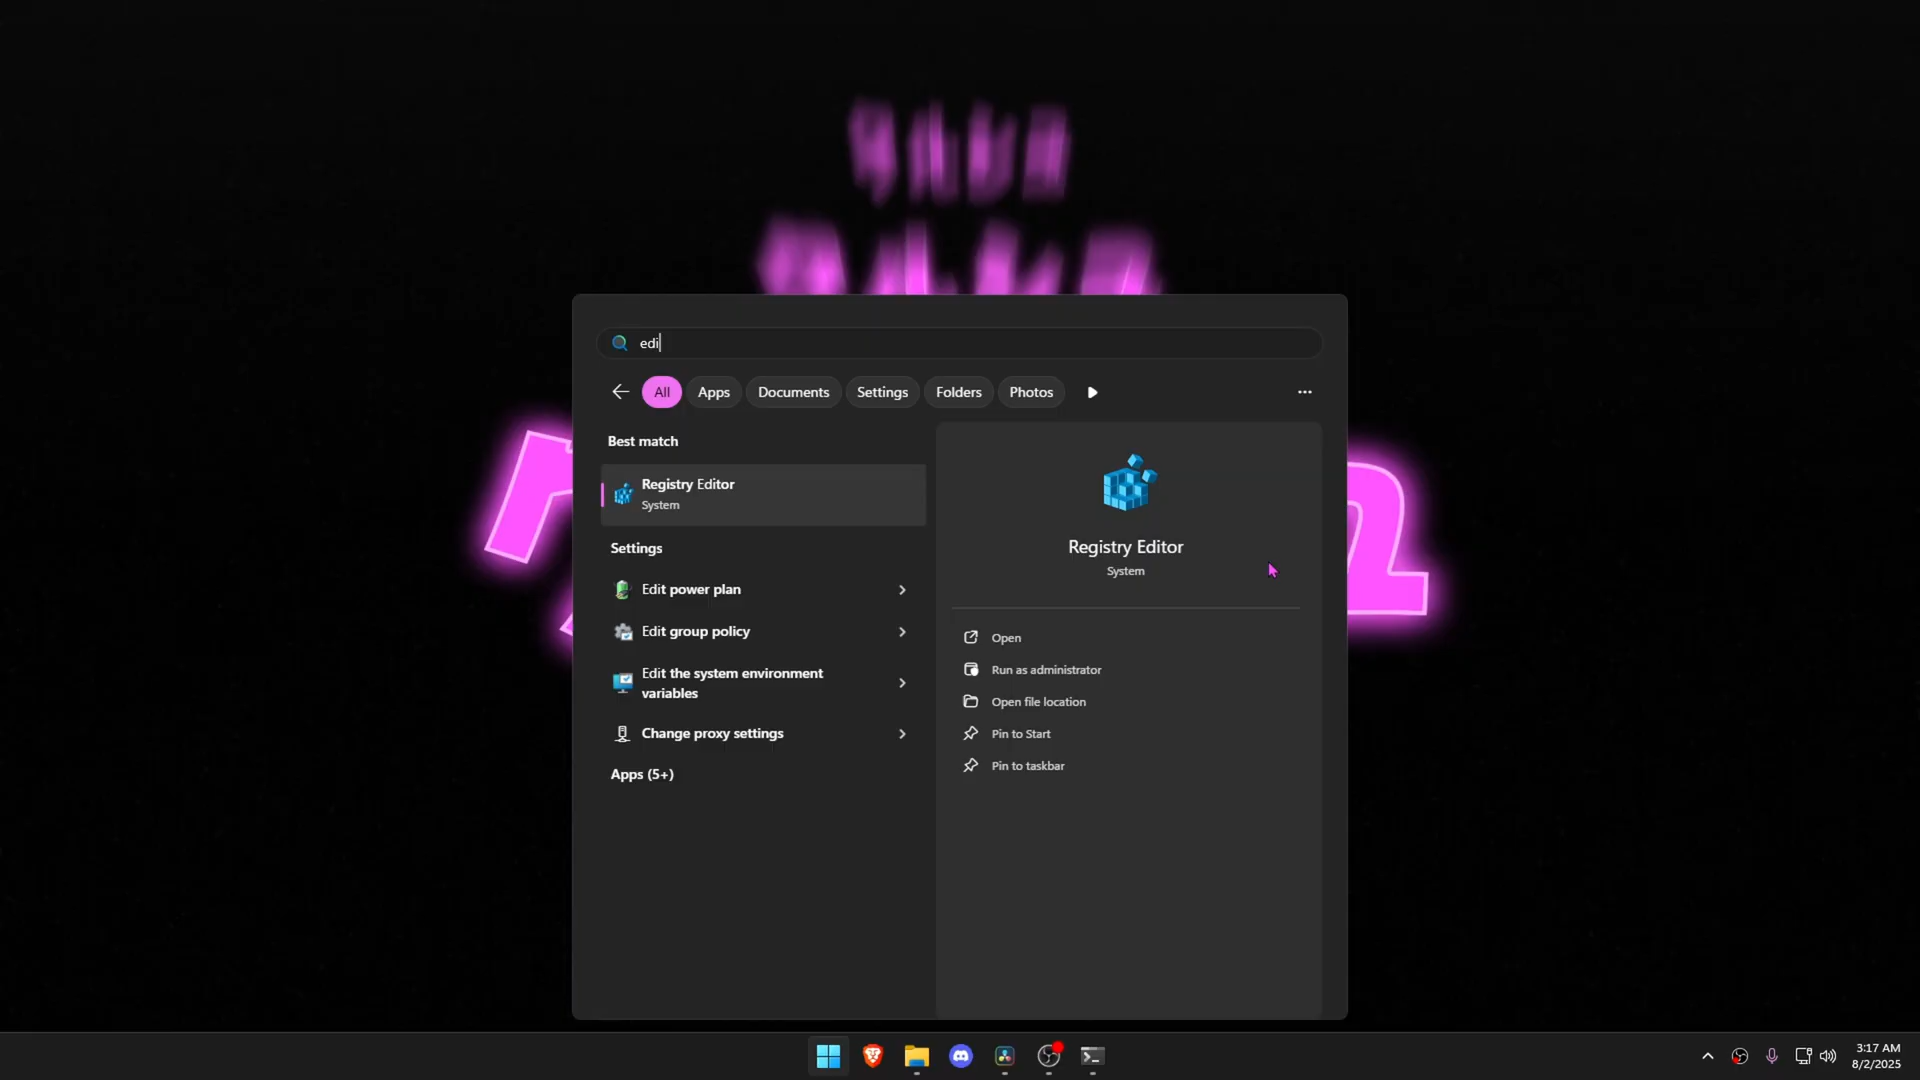 edi
All Apps Documents Settings Folders Photos
Best match
Registry Editor
System
Settings
Edit power plan
Edit group policy
Edit the system environment
variables
Change proxy settings
Apps (5+)
Registry Editor
System
Open
Run as administrator
Open file location
Pin to Start
Pin to taskbar
3:17 AM
8/2/2025